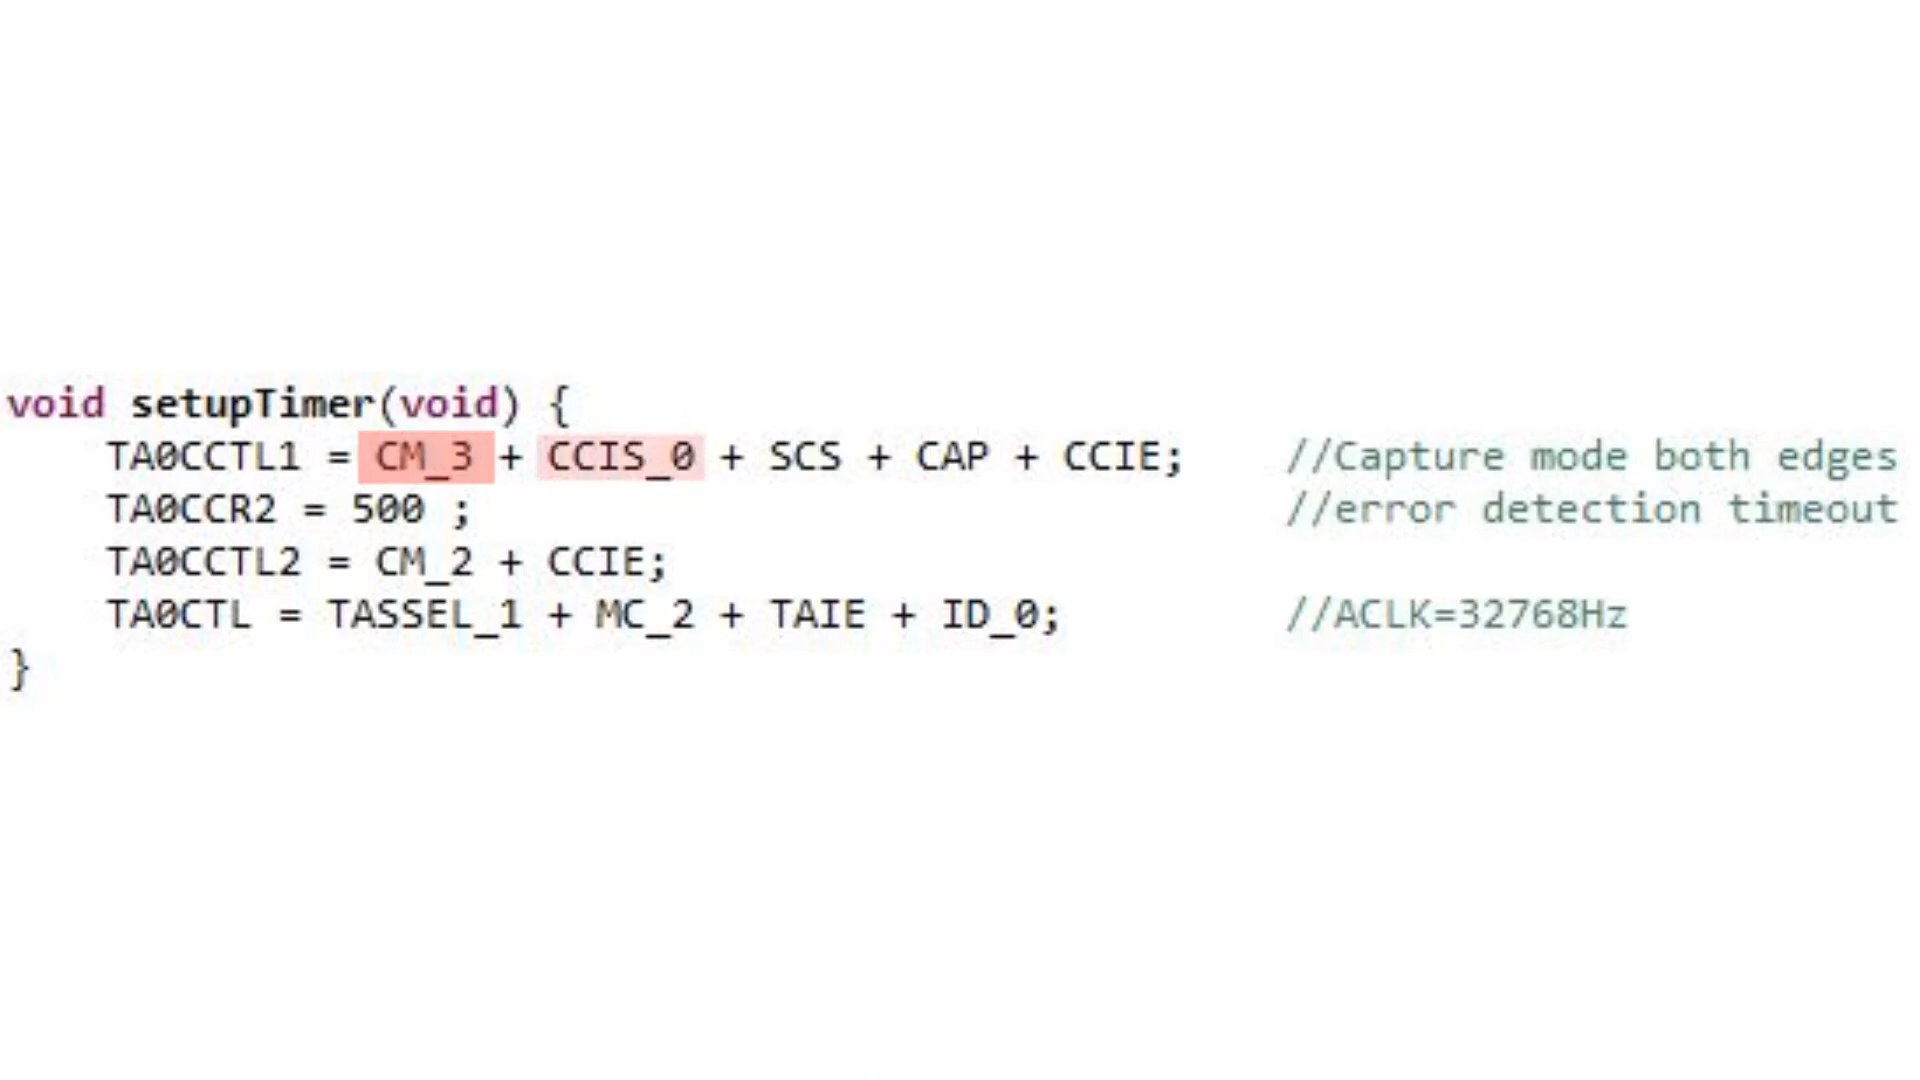 void setupTimer(void) {
TA0CCTL1 = CM_3 + CCIS_0 + SCS + CAP + CCIE; //Capture mode both edges
TA0CCR2 = 500 ; //error detection timeout
TA0CCTL2 = CM_2 + CCIE;
TA0CTL = TASSEL_1 + MC_2 + TAIE + ID_0; //ACLK=32768Hz
}